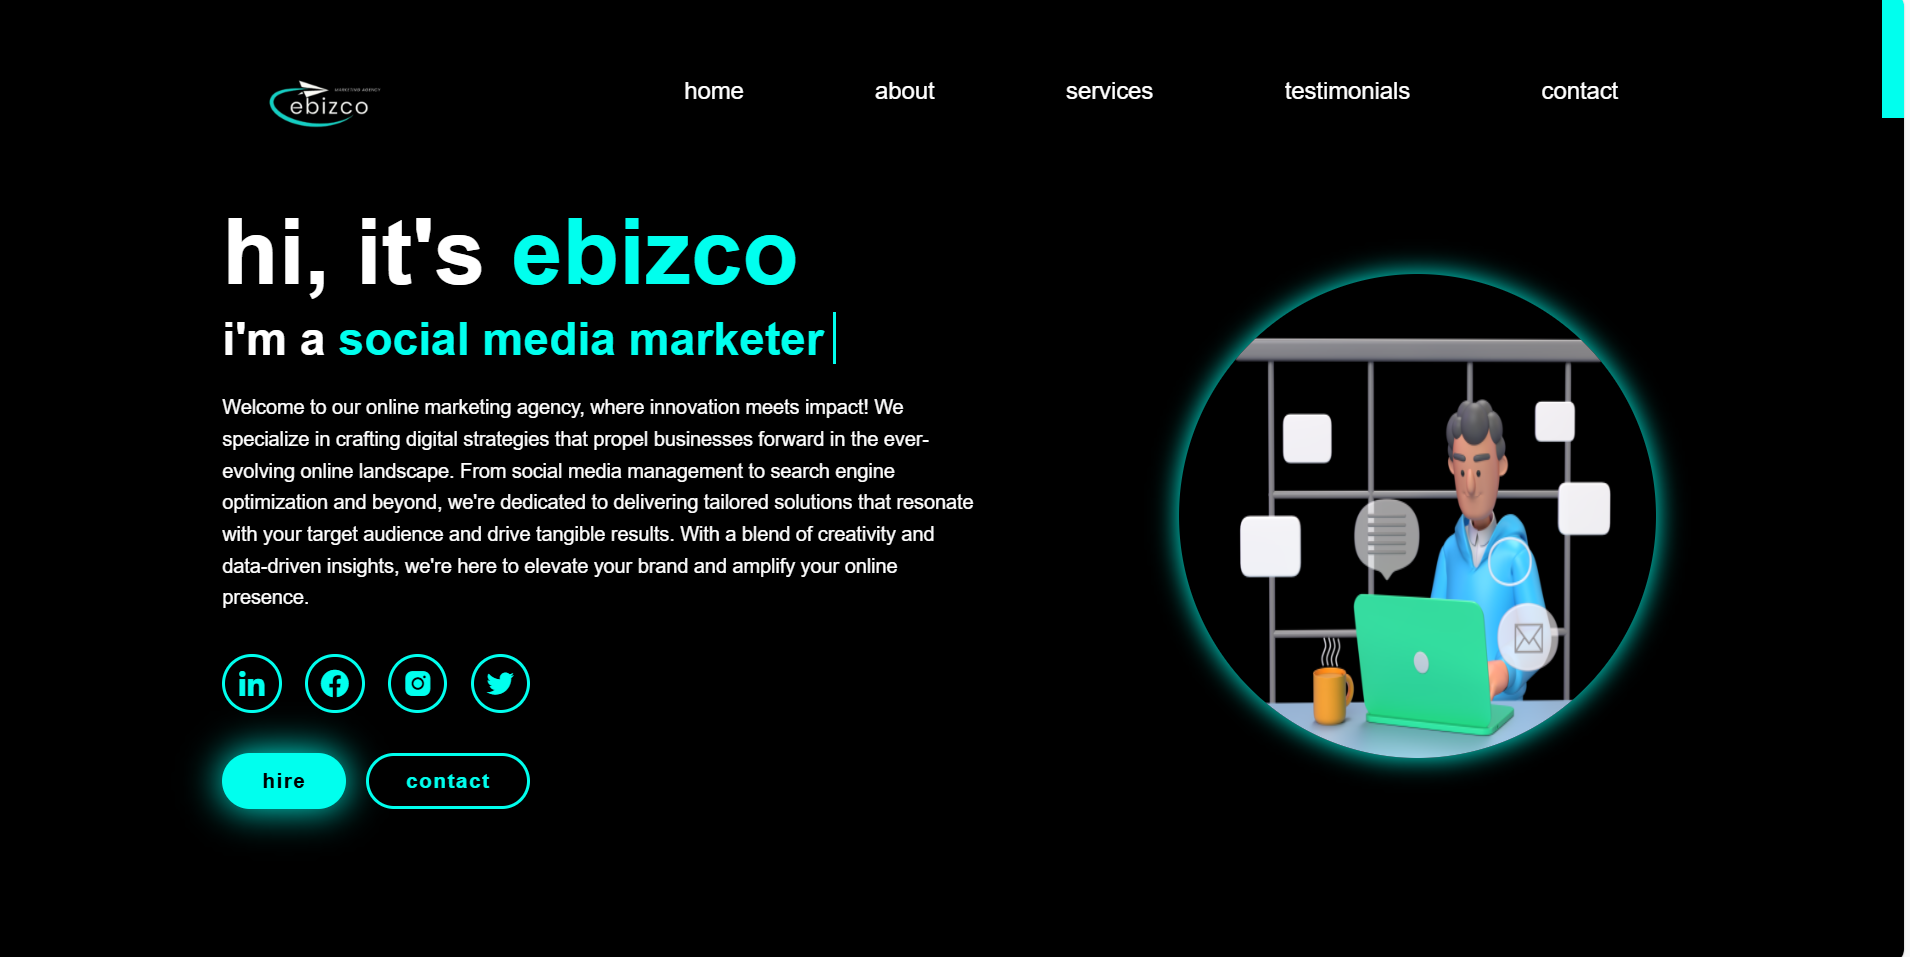 MARKETING AGENCY
ebizco
home about services testimonials contact
hi, it's ebizco
i'm a social media marketer
Welcome to our online marketing agency, where innovation meets impact! We
specialize in crafting digital strategies that propel businesses forward in the ever-
evolving online landscape. From social media management to search engine
optimization and beyond, we're dedicated to delivering tailored solutions that resonate
with your target audience and drive tangible results. With a blend of creativity and
data-driven insights, we're here to elevate your brand and amplify your online
presence.
in
hire contact